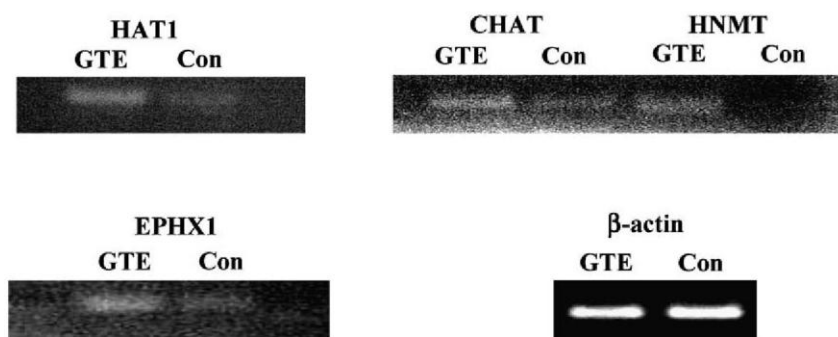 HAT1
GTE Con
CHAT HNMT
GTE Con GTE Con
EPHX1
GTE Con
β-actin
GTE Con